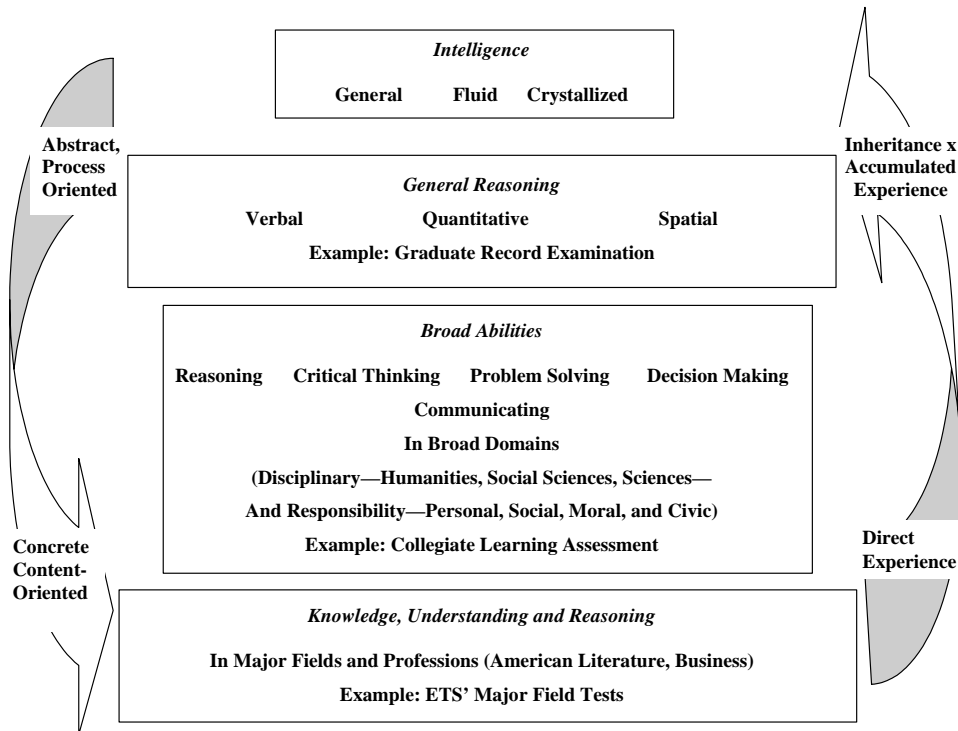 Intelligence
General Fluid Crystallized
Abstract,
Process
Oriented
Inheritance x
Accumulated
Experience
General Reasoning
Verbal Quantitative Spatial
Example: Graduate Record Examination
Broad Abilities
Reasoning Critical Thinking Problem Solving Decision Making
Communicating
In Broad Domains
(Disciplinary—Humanities, Social Sciences, Sciences—
And Responsibility—Personal, Social, Moral, and Civic)
Example: Collegiate Learning Assessment
Concrete
Content-
Oriented
Direct
Experience
Knowledge, Understanding and Reasoning
In Major Fields and Professions (American Literature, Business)
Example: ETS’ Major Field Tests